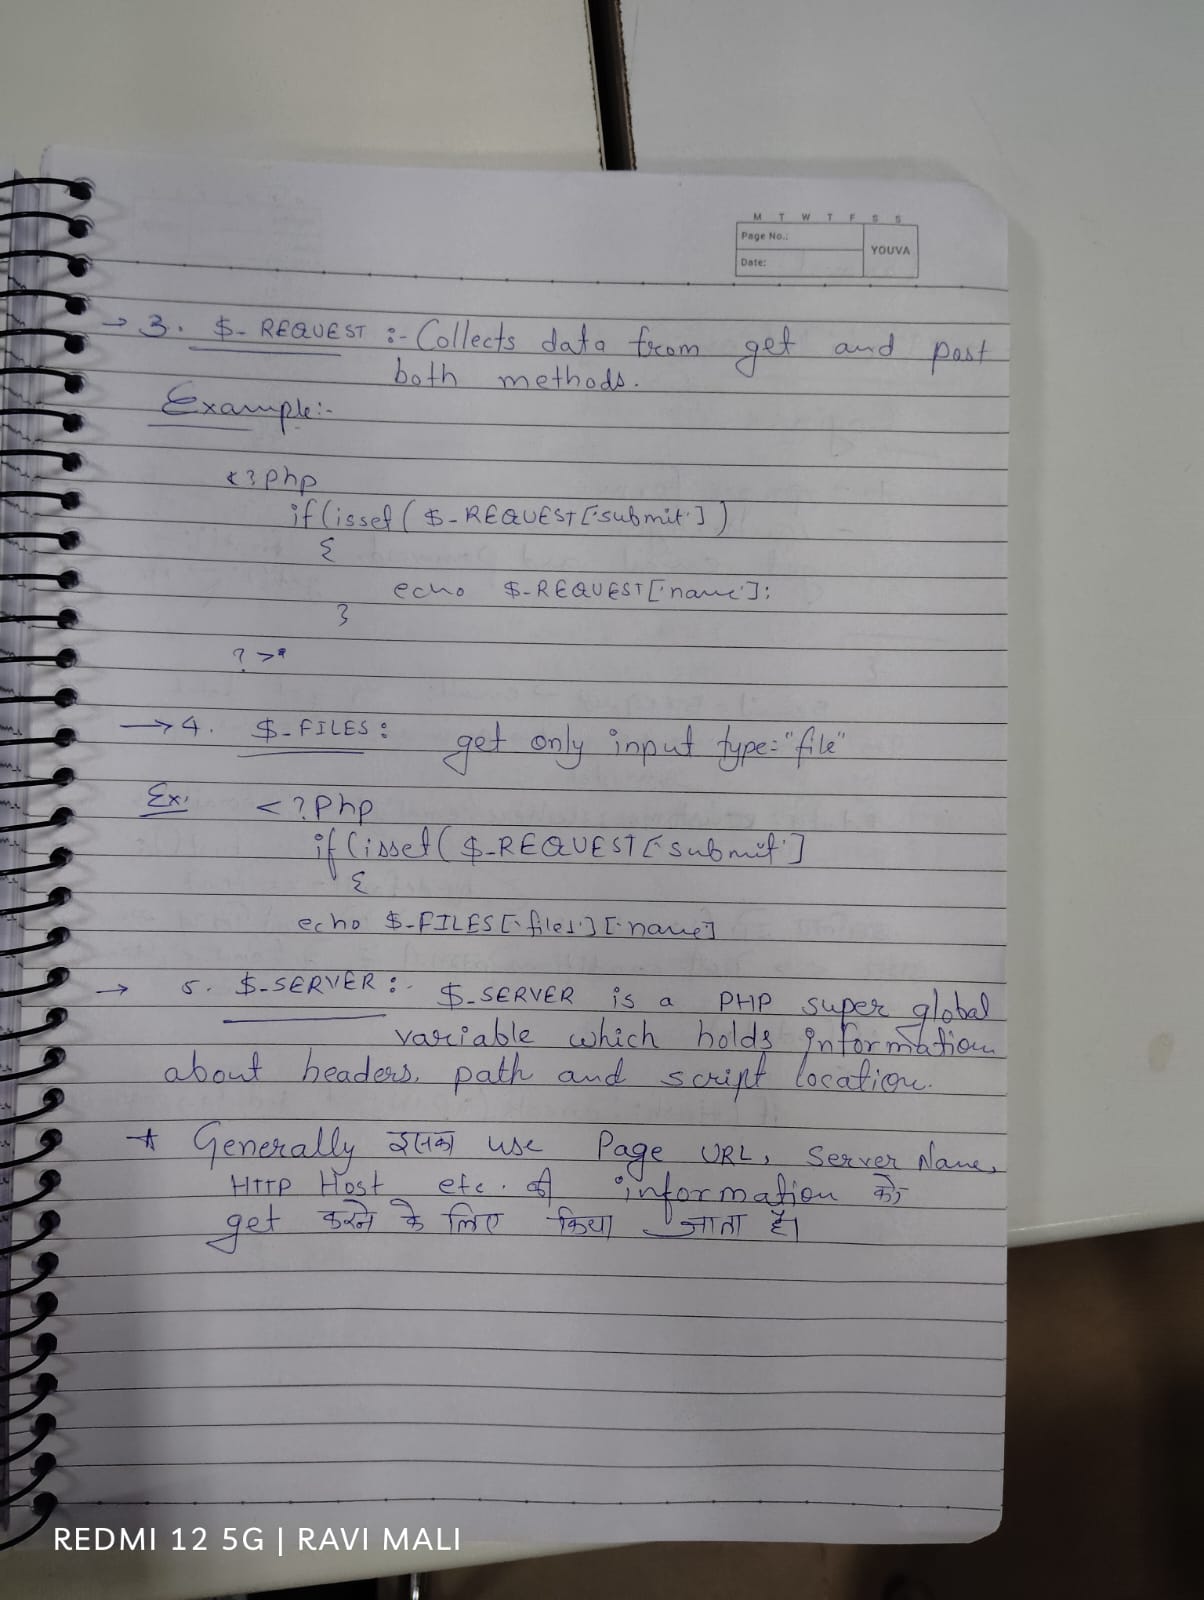 M T W T F S S
Page No.:
YOUVA
Date:
→ 3. $_REQUEST :- Collects data from get and post
both methods.
Example:-
<?php
if(isset($_REQUEST['submit'])
{
echo $_REQUEST['name'];
}
?>
→ 4. $_FILES: get only input type="file"
Ex. <?php
if(isset($_REQUEST['submit']
{
echo $_FILES['files']['name']
→ 5. $_SERVER:- $_SERVER is a PHP super global
variable which holds information
about headers, path and script location.
* Generally इसका use Page URL, Server Name,
HTTP Host etc. की information को
get करने के लिए किया जाता है।
REDMI 12 5G | RAVI MALI